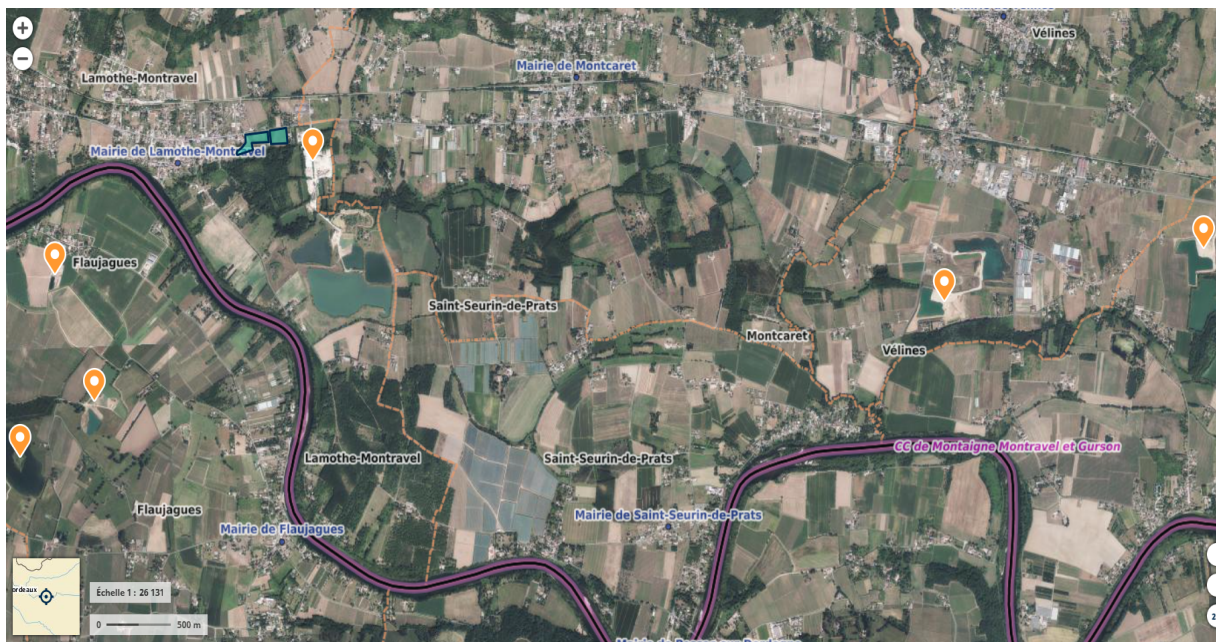 Vélines
Lamothe-Montravel
Mairie de Montcaret
Mairie de Lamothe-Montravel
Flaujagues
Saint-Seurin-de-Prats
Montcaret
Vélines
CC de Montaigne Montravel et Gurson
Lamothe-Montravel
Saint-Seurin-de-Prats
Flaujagues
Mairie de Flaujagues
Mairie de Saint-Seurin-de-Prats
ordeaux
Échelle 1 : 26 131
0 500 m